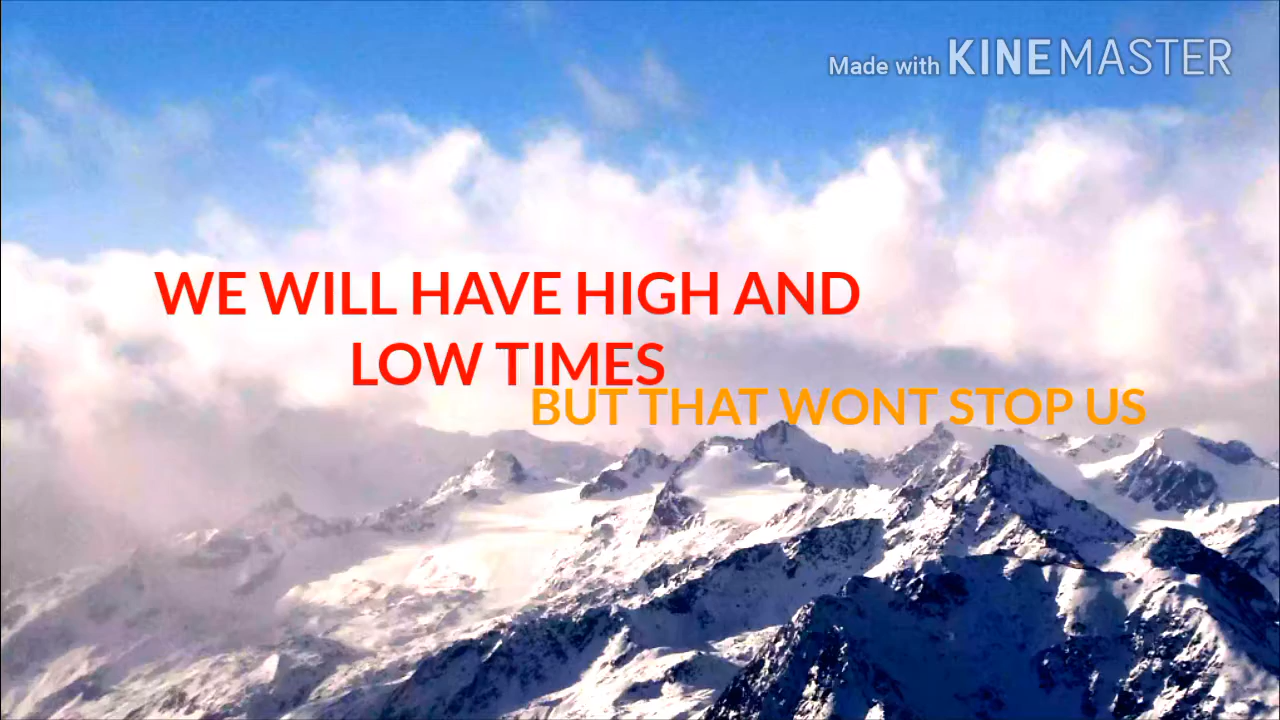 Made with KINEMASTER
WE WILL HAVE HIGH AND
LOW TIMES
BUT THAT WONT STOP US